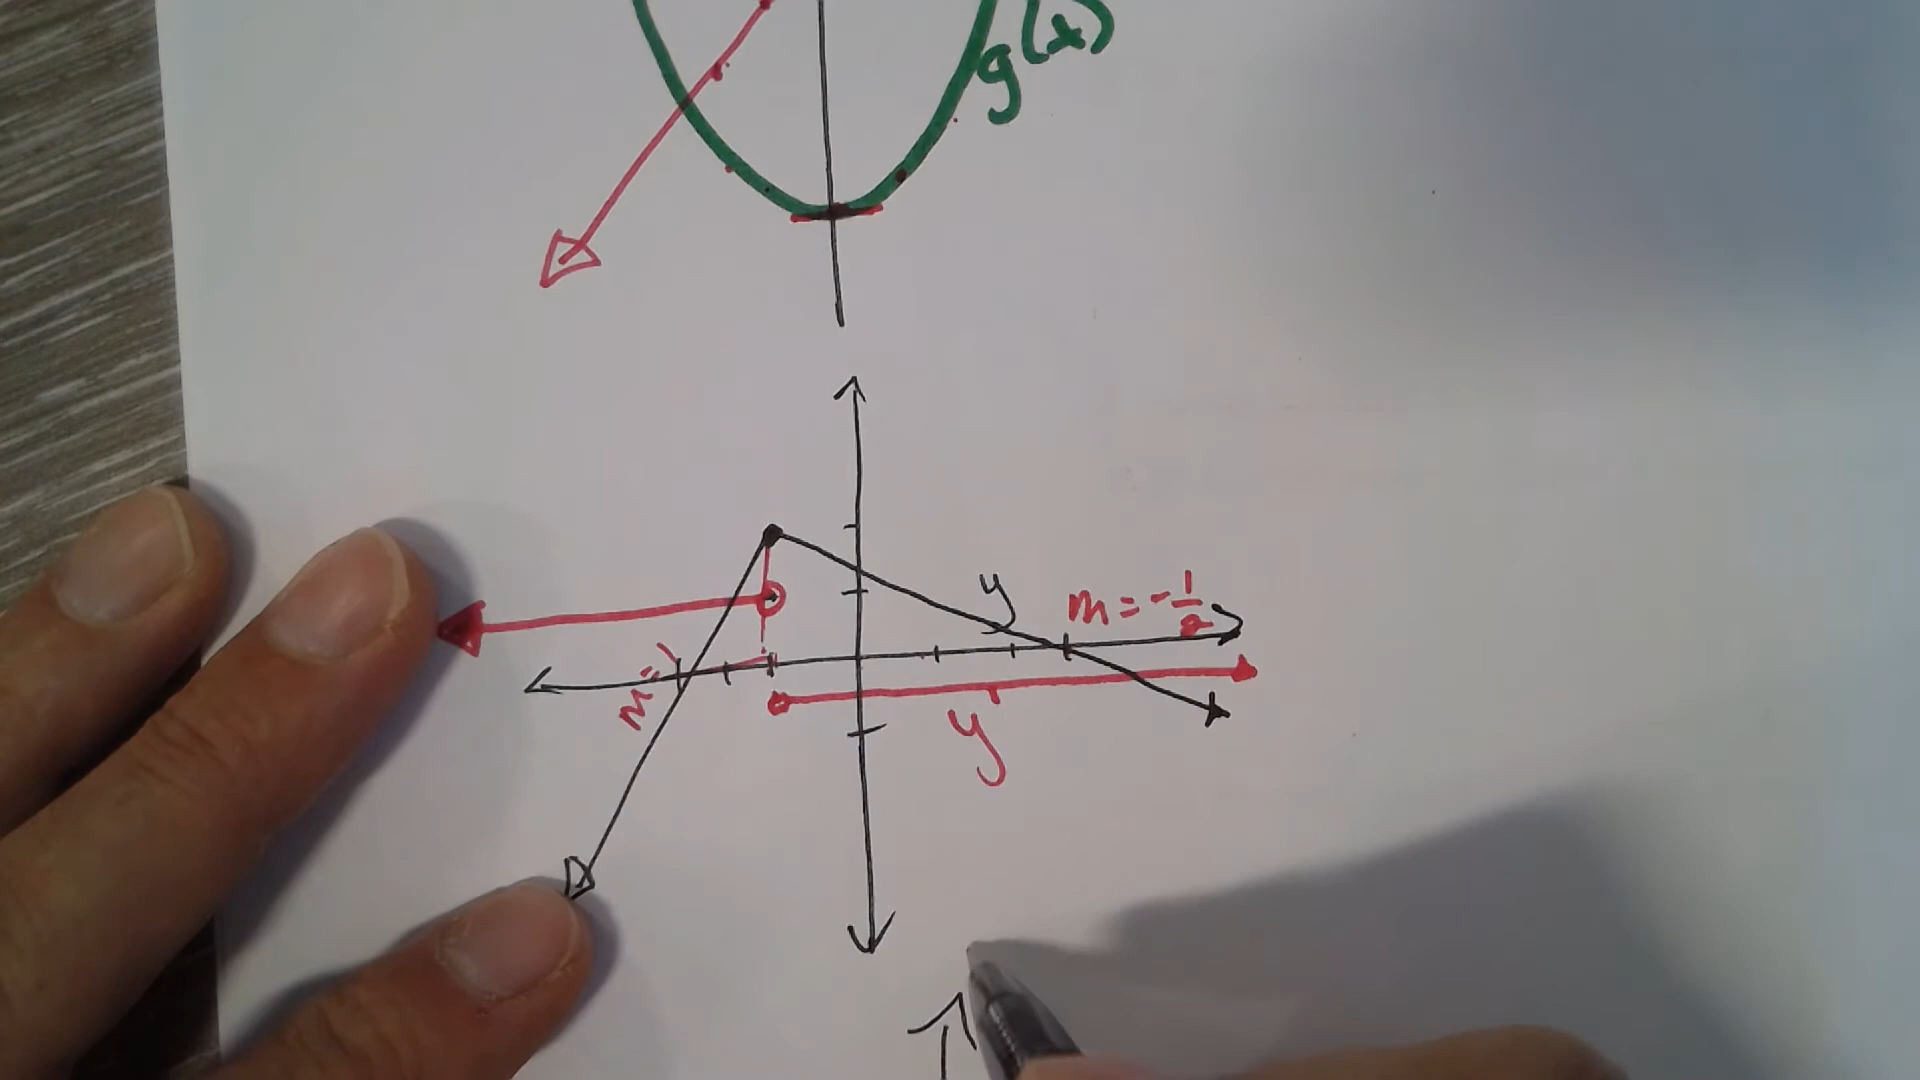 g(x)
y
m = -1/2
m = 1
y'